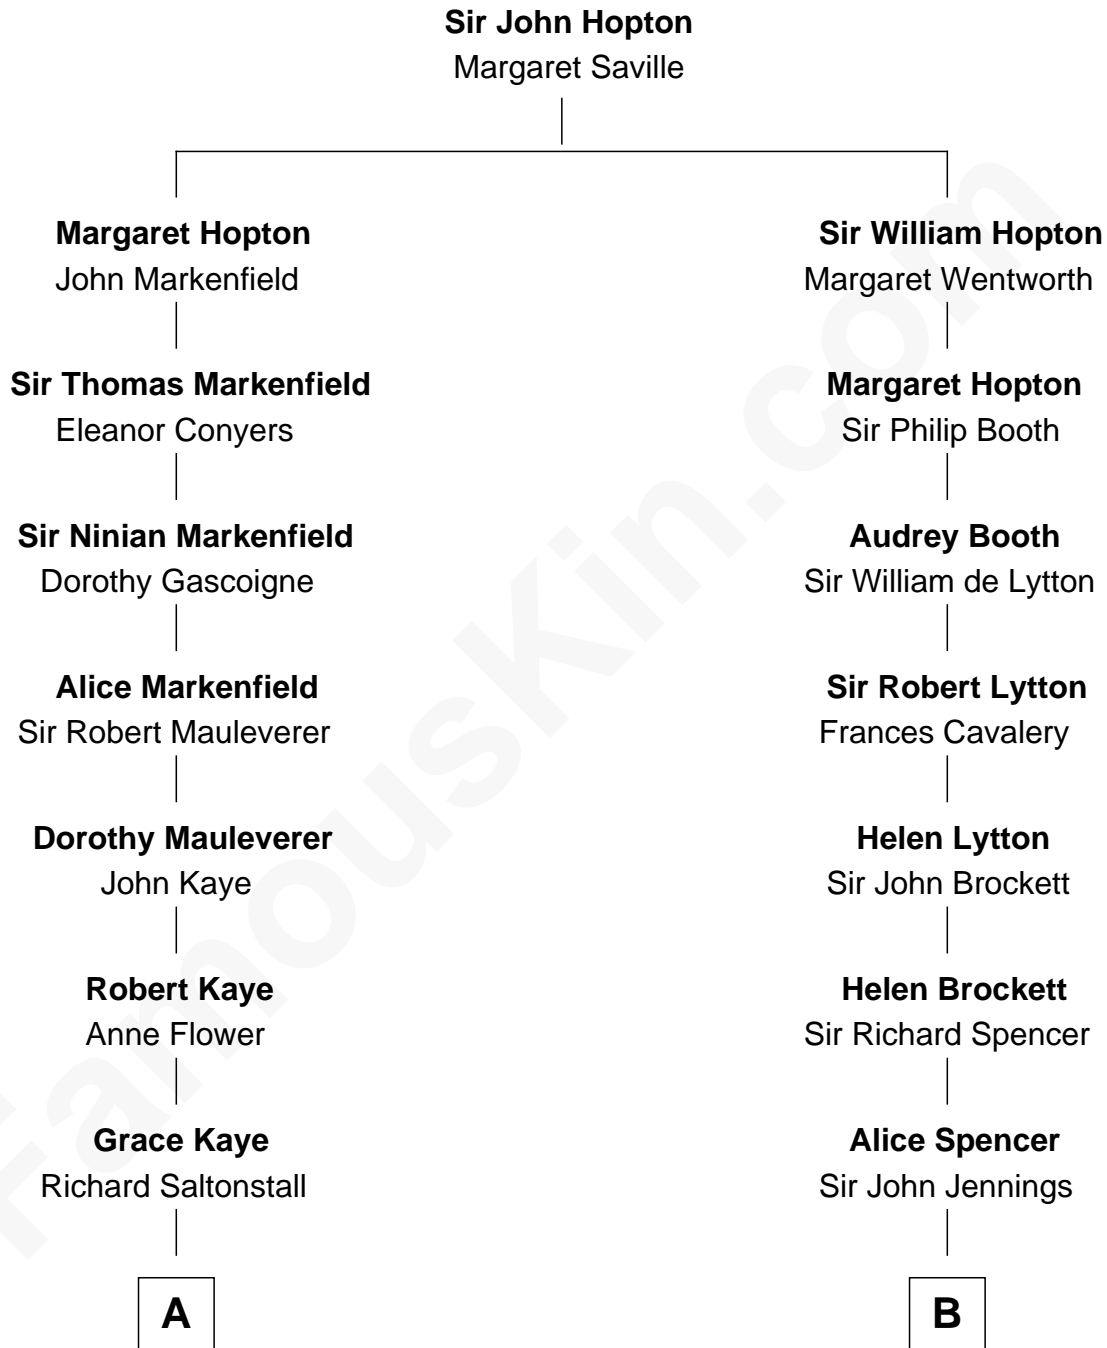 Sir John Hopton
Margaret Saville
Margaret Hopton
John Markenfield
Sir Thomas Markenfield
Eleanor Conyers
Sir Ninian Markenfield
Dorothy Gascoigne
Alice Markenfield
Sir Robert Mauleverer
Dorothy Mauleverer
John Kaye
Robert Kaye
Anne Flower
Grace Kaye
Richard Saltonstall
A
Sir William Hopton
Margaret Wentworth
Margaret Hopton
Sir Philip Booth
Audrey Booth
Sir William de Lytton
Sir Robert Lytton
Frances Cavalery
Helen Lytton
Sir John Brockett
Helen Brockett
Sir Richard Spencer
Alice Spencer
Sir John Jennings
B
FamousKin.com